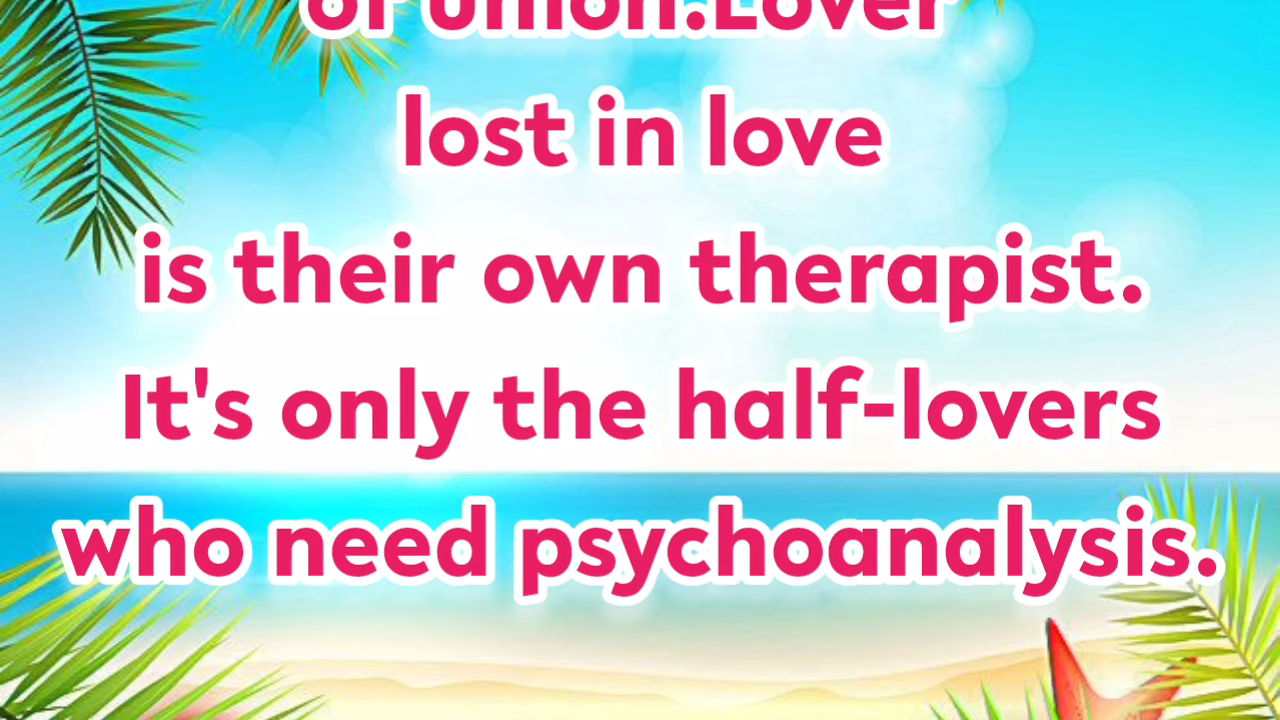 of union.Lover
lost in love
is their own therapist.
It's only the half-lovers
who need psychoanalysis.